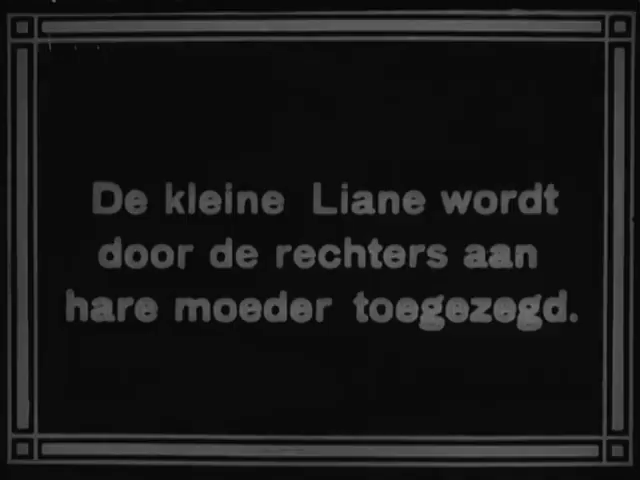 De kleine Liane wordt
door de rechters aan
hare moeder toegezegd.